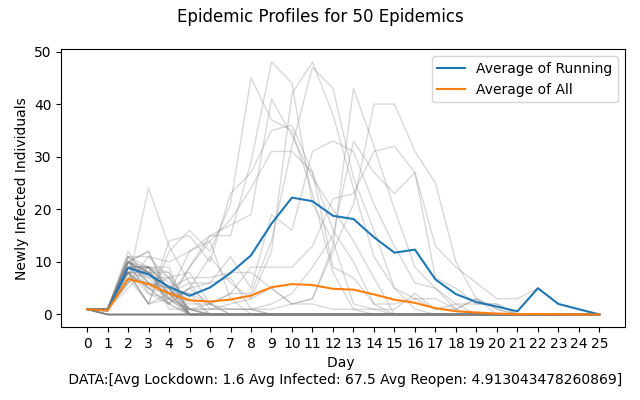 Epidemic Profiles for 50 Epidemics
50
40
30
20
10
0
Newly Infected Individuals
Average of Running
Average of All
0 1 2 3 4 5 6 7 8 9 10 11 12 13 14 15 16 17 18 19 20 21 22 23 24 25
Day
DATA:[Avg Lockdown: 1.6 Avg Infected: 67.5 Avg Reopen: 4.913043478260869]